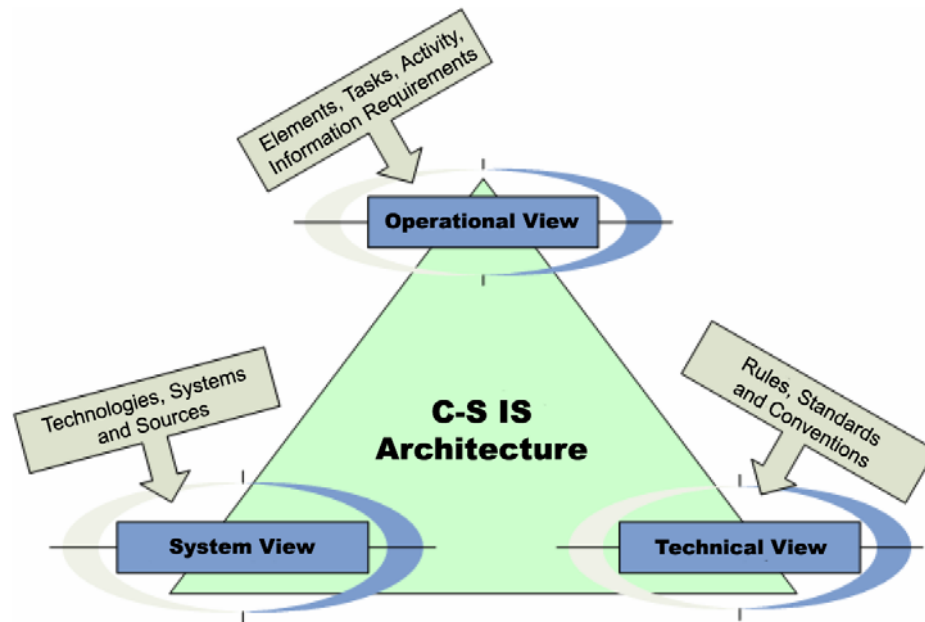 Elements, Tasks, Activity,
Information Requirements
Operational View
Technologies, Systems
and Sources
Rules, Standards
and Conventions
C-S IS
Architecture
System View
Technical View